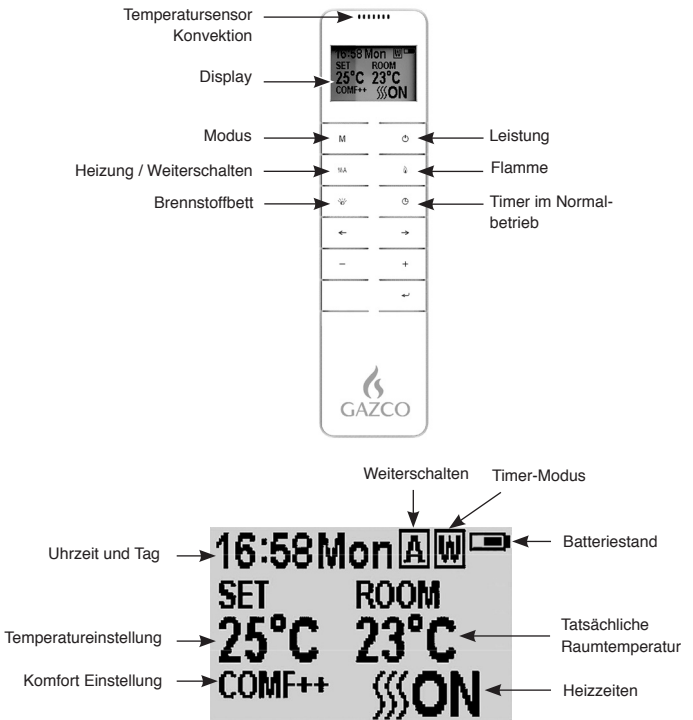 Temperatursensor
Konvektion
16:58 Mon W
SET ROOM
Display
25°C 23°C
COMF++ ON
Modus
M
Leistung
Heizung / Weiterschalten
Flamme
Brennstoffbett
Timer im Normal-
betrieb
← →
− +
GAZCO
Weiterschalten
Timer-Modus
Uhrzeit und Tag
16:58 Mon A W
Batteriestand
SET ROOM
Temperatureinstellung
25°C 23°C
Tatsächliche
Raumtemperatur
Komfort Einstellung
COMF++ ON
Heizzeiten